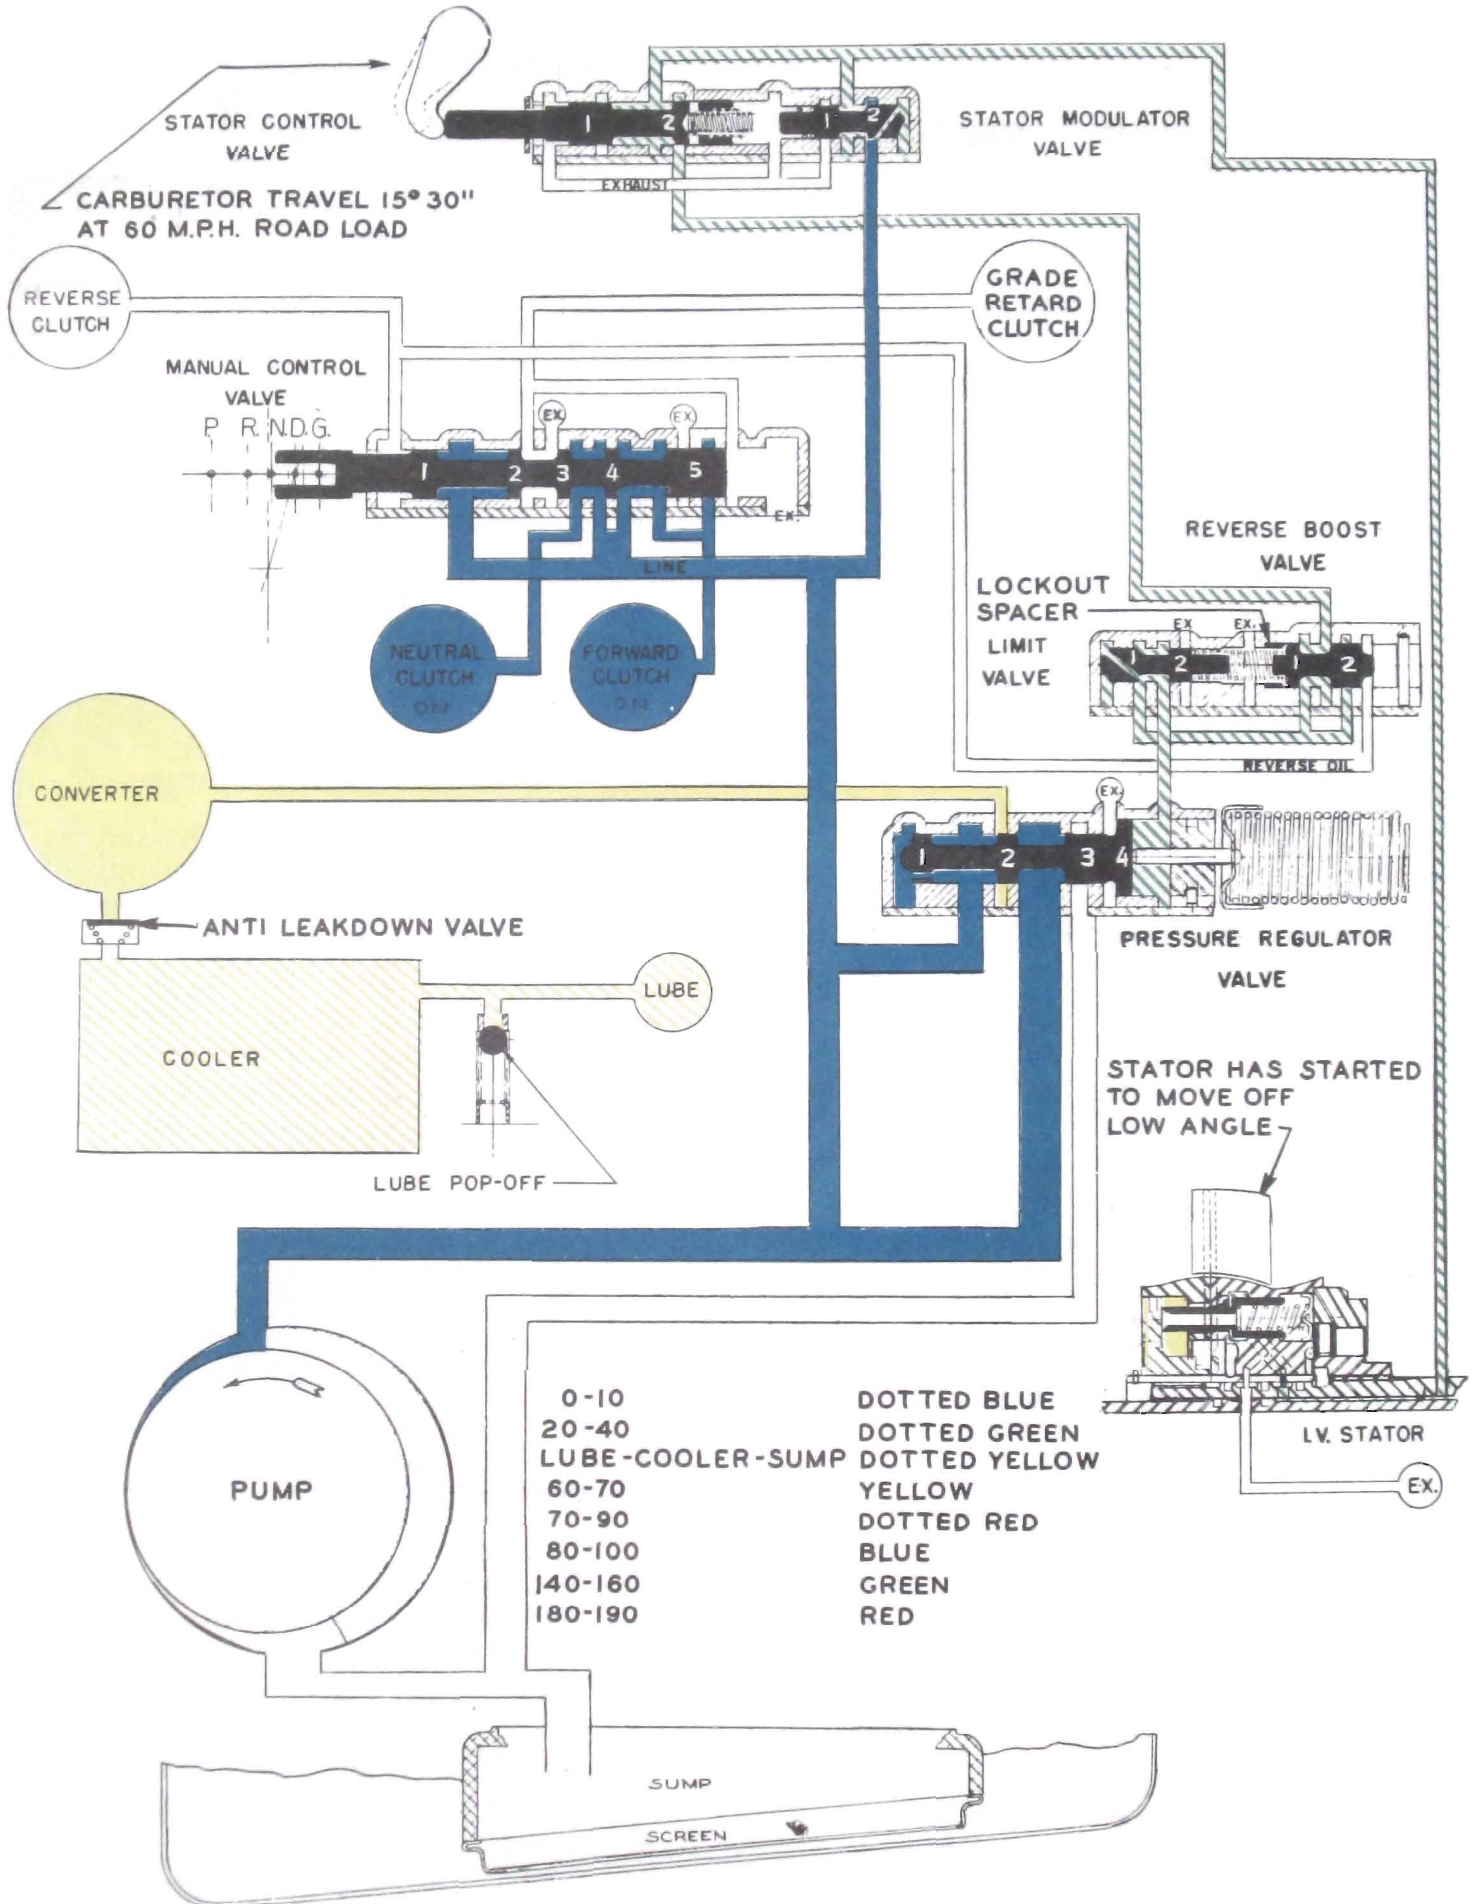 STATOR CONTROL
VALVE
STATOR MODULATOR
VALVE
1
2
1
2
EXHAUST
CARBURETOR TRAVEL 15° 30"
AT 60 M.P.H. ROAD LOAD
REVERSE
CLUTCH
GRADE
RETARD
CLUTCH
MANUAL CONTROL
VALVE
P. R. N. D. G.
EX.
EX.
1
2
3
4
5
EX.
LINE
NEUTRAL
CLUTCH
ON
FORWARD
CLUTCH
ON
REVERSE BOOST
VALVE
LOCKOUT
SPACER
LIMIT
VALVE
EX
EX.
1
2
1
2
REVERSE OIL
CONVERTER
EX.
1
2
3
4
PRESSURE REGULATOR
VALVE
ANTI LEAKDOWN VALVE
LUBE
COOLER
LUBE POP-OFF
STATOR HAS STARTED
TO MOVE OFF
LOW ANGLE
I.V. STATOR
EX.
PUMP
0-10 DOTTED BLUE
20-40 DOTTED GREEN
LUBE-COOLER-SUMP DOTTED YELLOW
60-70 YELLOW
70-90 DOTTED RED
80-100 BLUE
140-160 GREEN
180-190 RED
SUMP
SCREEN